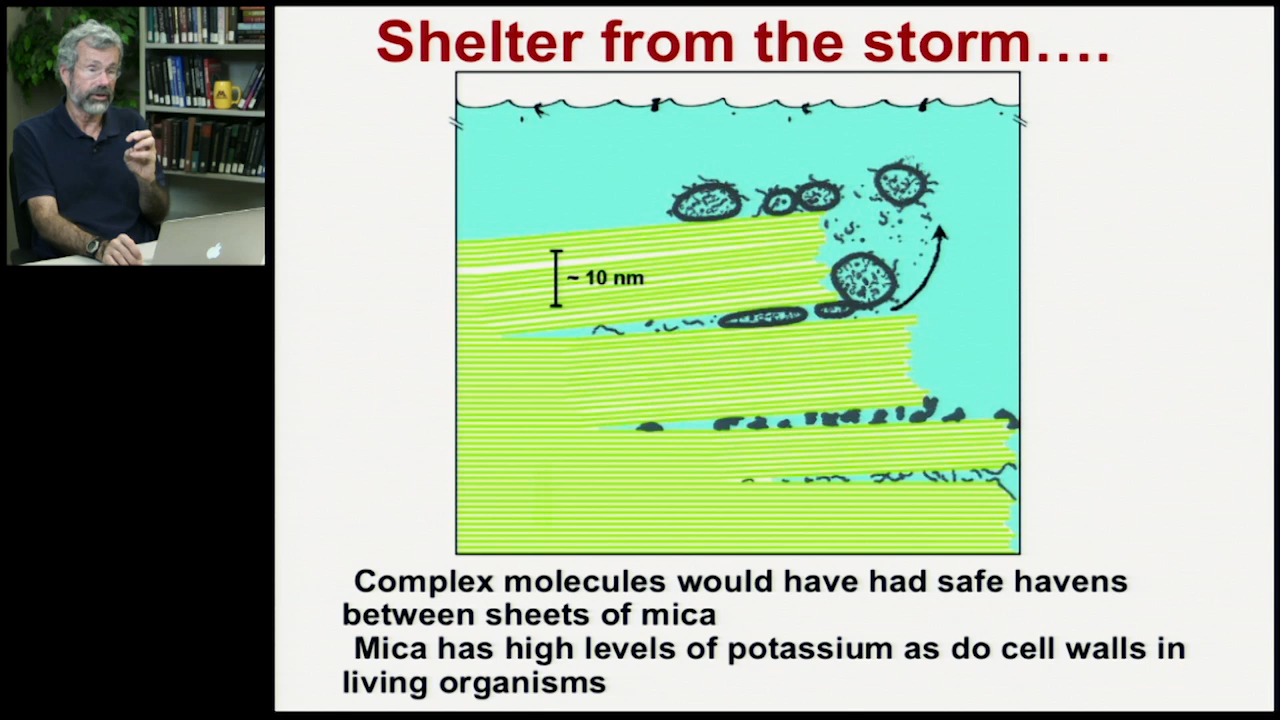 Shelter from the storm....
~ 10 nm
Complex molecules would have had safe havens
between sheets of mica
Mica has high levels of potassium as do cell walls in
living organisms